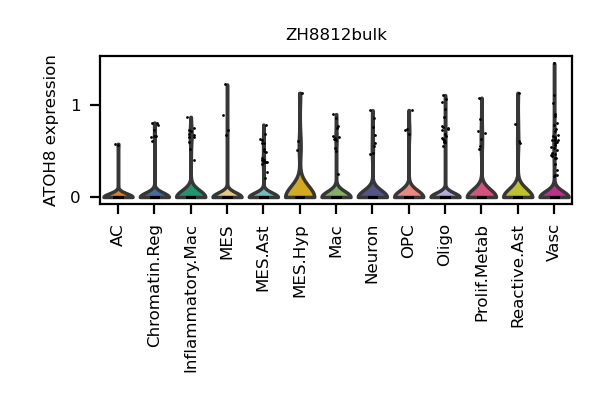 ZH8812bulk
ATOH8 expression
1
0
AC
Chromatin.Reg
Inflammatory.Mac
MES
MES.Ast
MES.Hyp
Mac
Neuron
OPC
Oligo
Prolif.Metab
Reactive.Ast
Vasc